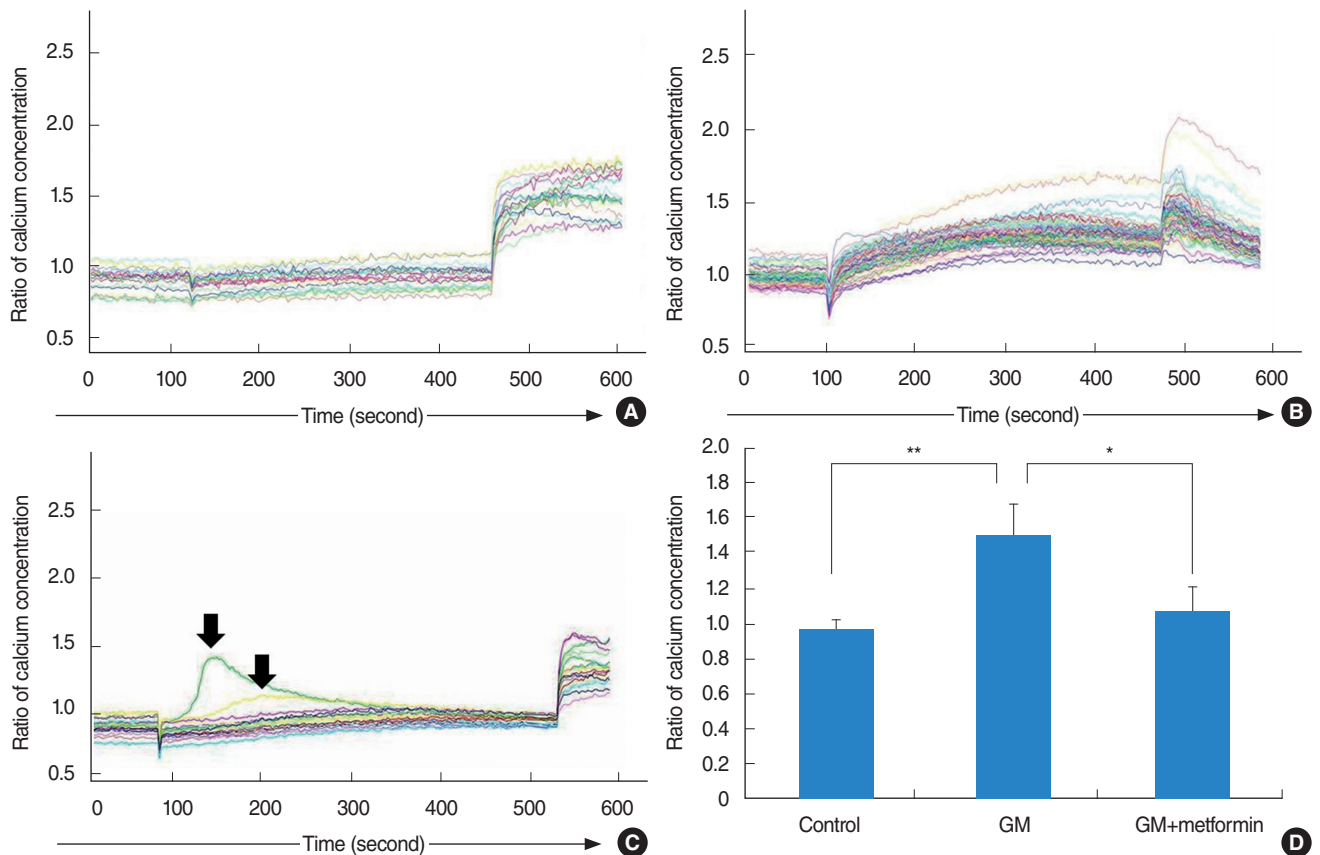 Ratio of calcium concentration
2.5
2.0
1.5
1.0
0.5
0 100 200 300 400 500 600
Time (second)
A
Ratio of calcium concentration
2.5
2.0
1.5
1.0
0.5
0 100 200 300 400 500 600
Time (second)
B
Ratio of calcium concentration
2.5
2.0
1.5
1.0
0.5
0 100 200 300 400 500 600
Time (second)
C
Ratio of calcium concentration
2.0
1.8
1.6
1.4
1.2
1.0
0.8
0.6
0.4
0.2
0
** *
Control GM GM+metformin
D